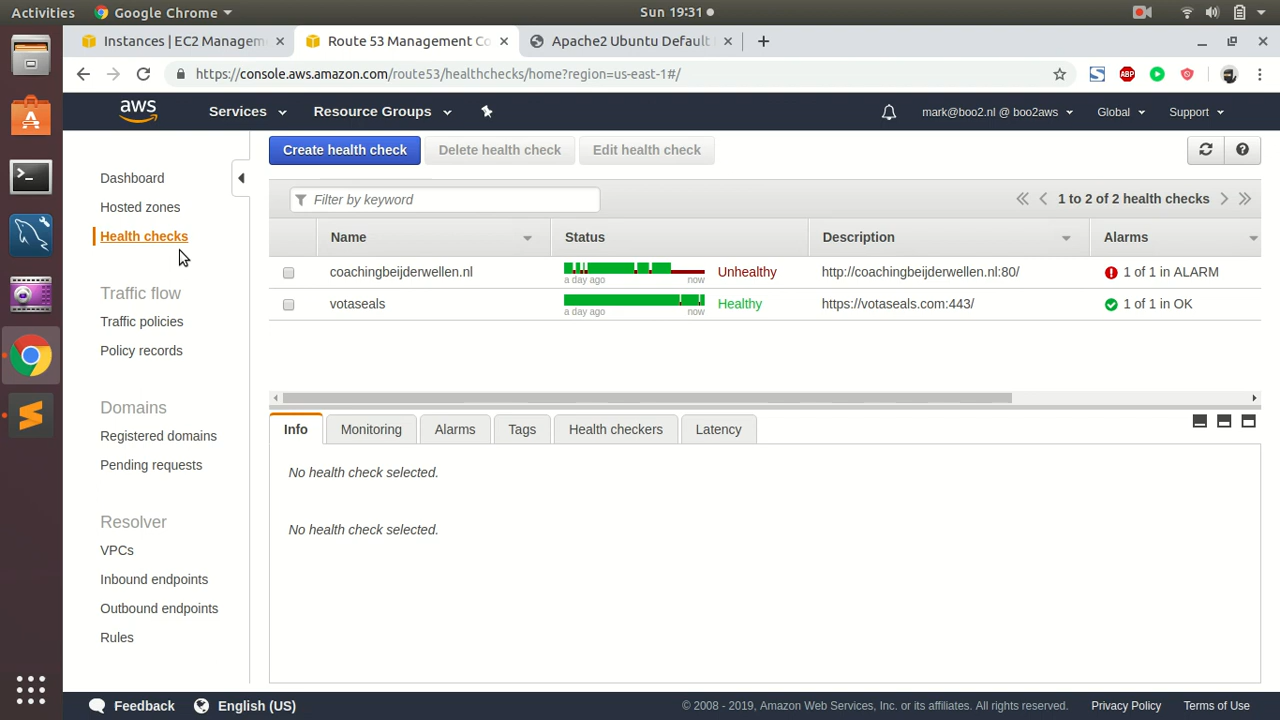 Activities Google Chrome Sun 19:31
Instances | EC2 Managem Route 53 Management Co Apache2 Ubuntu Default
https://console.aws.amazon.com/route53/healthchecks/home?region=us-east-1#/ ABP
aws Services Resource Groups mark@boo2.nl @ boo2aws Global Support
Dashboard
Hosted zones
Health checks
Traffic flow
Traffic policies
Policy records
Domains
Registered domains
Pending requests
Resolver
VPCs
Inbound endpoints
Outbound endpoints
Rules
Create health check Delete health check Edit health check
Filter by keyword 1 to 2 of 2 health checks
Name Status Description Alarms
coachingbeijderwellen.nl a day ago now Unhealthy http://coachingbeijderwellen.nl:80/ 1 of 1 in ALARM
votaseals a day ago now Healthy https://votaseals.com:443/ 1 of 1 in OK
Info Monitoring Alarms Tags Health checkers Latency
No health check selected.
No health check selected.
Feedback English (US) © 2008 - 2019, Amazon Web Services, Inc. or its affiliates. All rights reserved. Privacy Policy Terms of Use